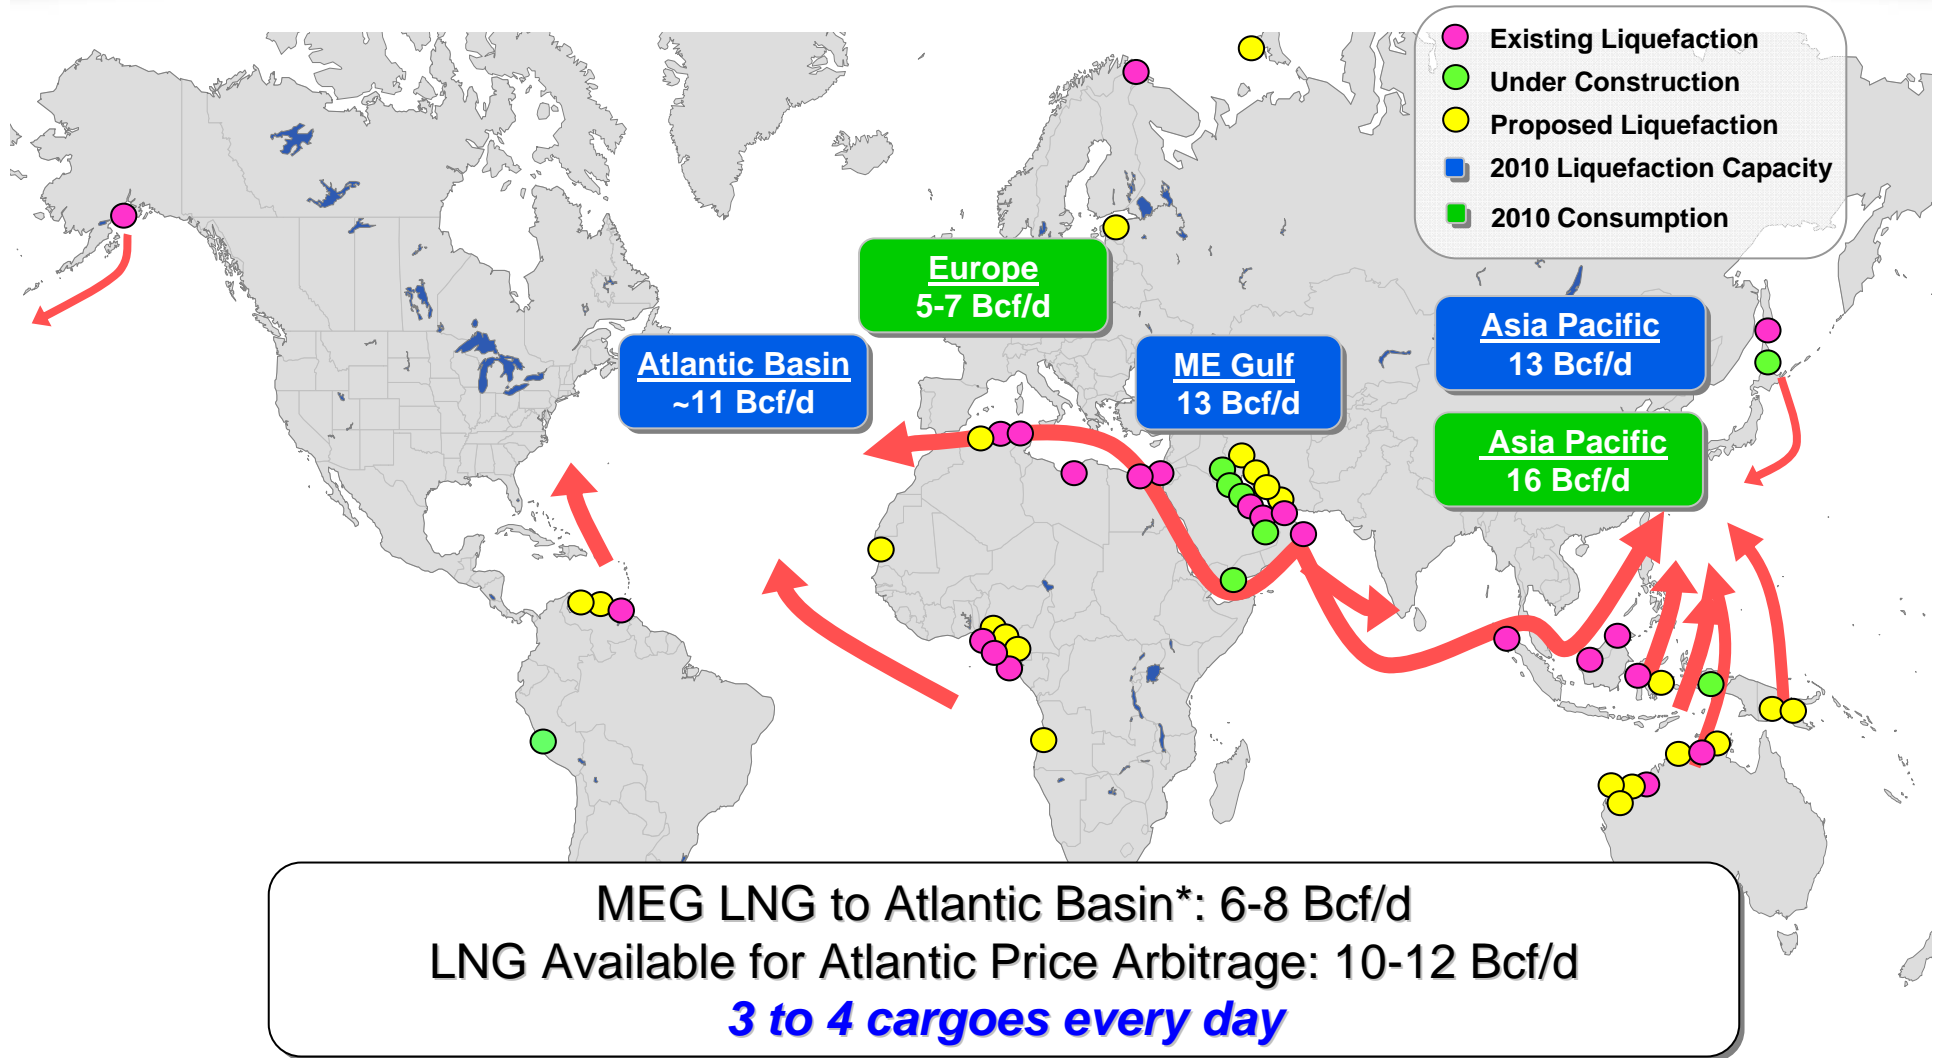 Existing Liquefaction
Under Construction
Proposed Liquefaction
2010 Liquefaction Capacity
2010 Consumption
Europe
5-7 Bcf/d
Atlantic Basin
~11 Bcf/d
ME Gulf
13 Bcf/d
Asia Pacific
13 Bcf/d
Asia Pacific
16 Bcf/d
MEG LNG to Atlantic Basin*: 6-8 Bcf/d
LNG Available for Atlantic Price Arbitrage: 10-12 Bcf/d
3 to 4 cargoes every day